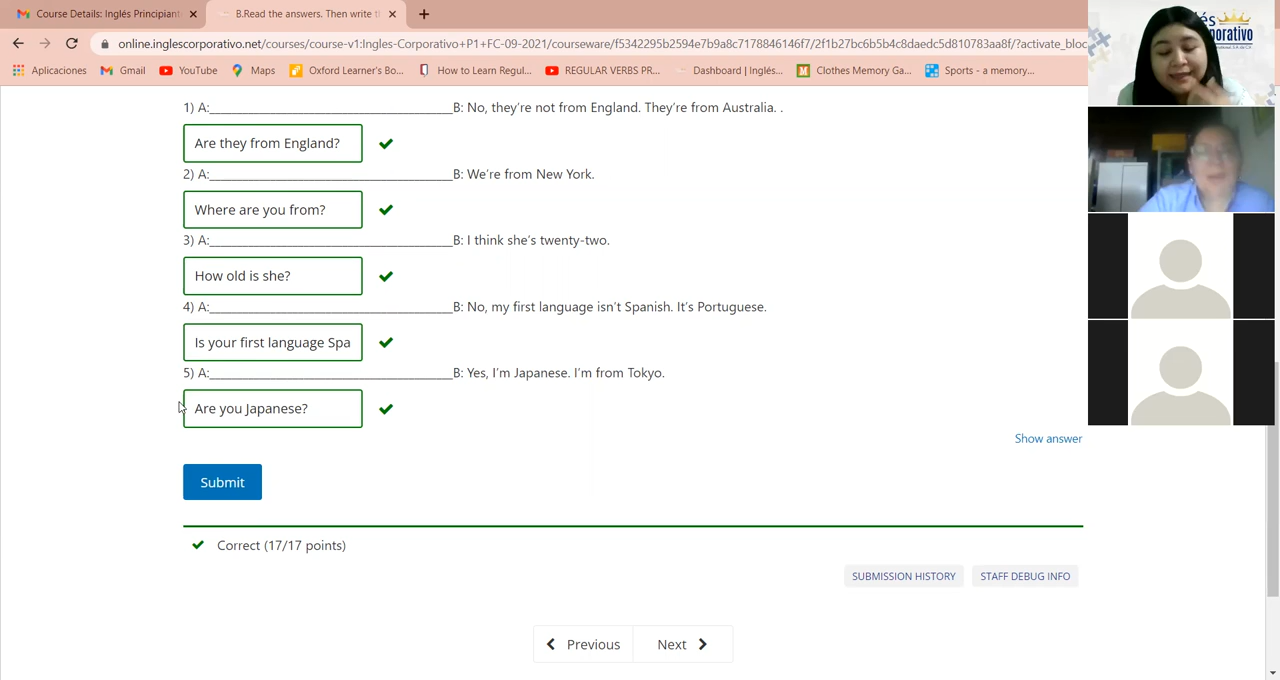 Course Details: Inglés Principiant
B.Read the answers. Then write th
online.inglescorporativo.net/courses/course-v1:Ingles-Corporativo+P1+FC-09-2021/courseware/f5342295b2594e7b9a8c7178846146f7/2f1b27bc6b5b4c8daedc5d810783aa8f/?activate_bloc
Aplicaciones
Gmail
YouTube
Maps
Oxford Learner's Bo...
How to Learn Regul...
REGULAR VERBS PR...
Dashboard | Inglés...
Clothes Memory Ga...
Sports - a memory...
1) A:___________________________________B: No, they're not from England. They're from Australia. .
Are they from England?
2) A:___________________________________B: We're from New York.
Where are you from?
3) A:___________________________________B: I think she's twenty-two.
How old is she?
4) A:___________________________________B: No, my first language isn't Spanish. It's Portuguese.
Is your first language Spa
5) A:___________________________________B: Yes, I'm Japanese. I'm from Tokyo.
Are you Japanese?
Show answer
Submit
Correct (17/17 points)
SUBMISSION HISTORY
STAFF DEBUG INFO
Previous
Next